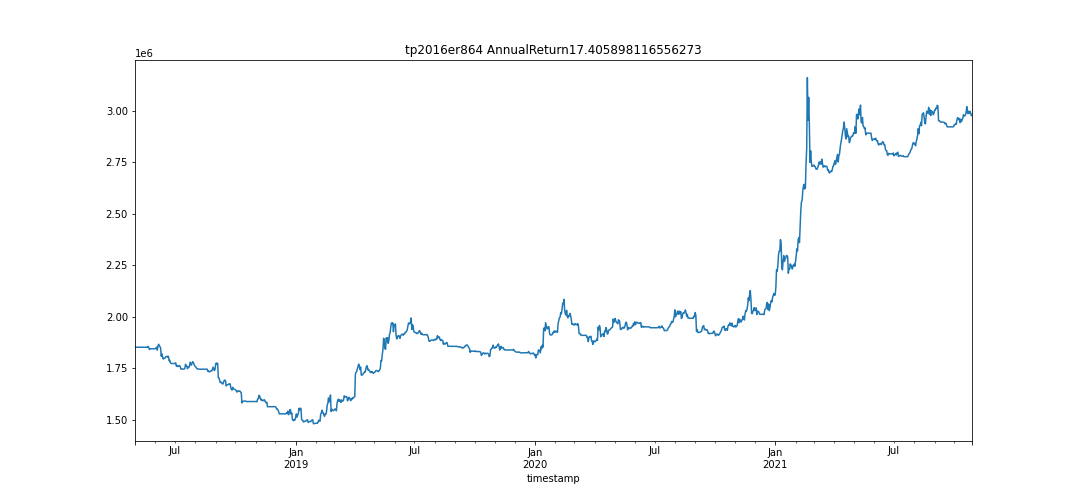 tp2016er864 AnnualReturn17.405898116556273
1e6
3.00
2.75
2.50
2.25
2.00
1.75
1.50
Jul
Jan
2019
Jul
Jan
2020
Jul
Jan
2021
Jul
timestamp